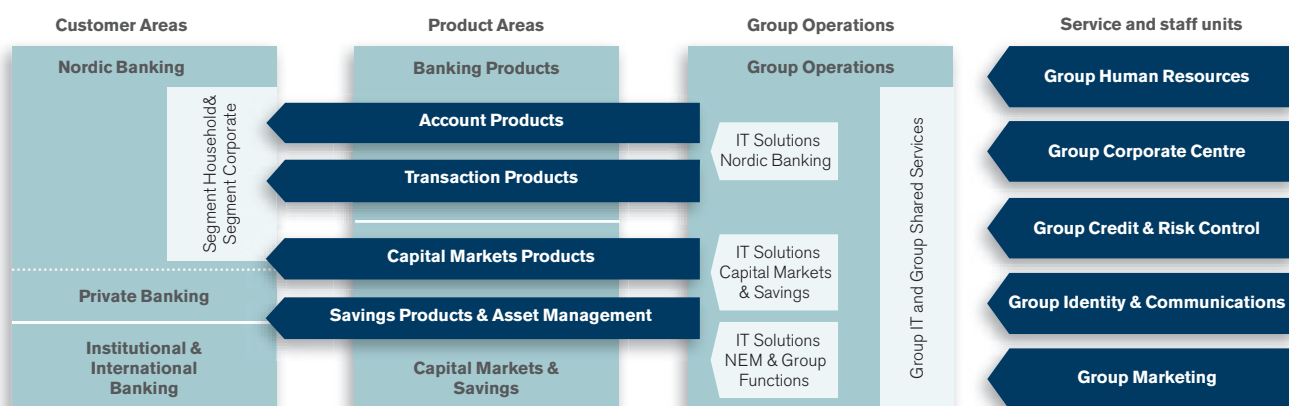 Customer Areas
Product Areas
Group Operations
Service and staff units
Nordic Banking
Segment Household&
Segment Corporate
Private Banking
Institutional &
International
Banking
Banking Products
Account Products
Transaction Products
Capital Markets Products
Savings Products & Asset Management
Capital Markets &
Savings
Group Operations
IT Solutions
Nordic Banking
IT Solutions
Capital Markets
& Savings
IT Solutions
NEM & Group
Functions
Group IT and Group Shared Services
Group Human Resources
Group Corporate Centre
Group Credit & Risk Control
Group Identity & Communications
Group Marketing